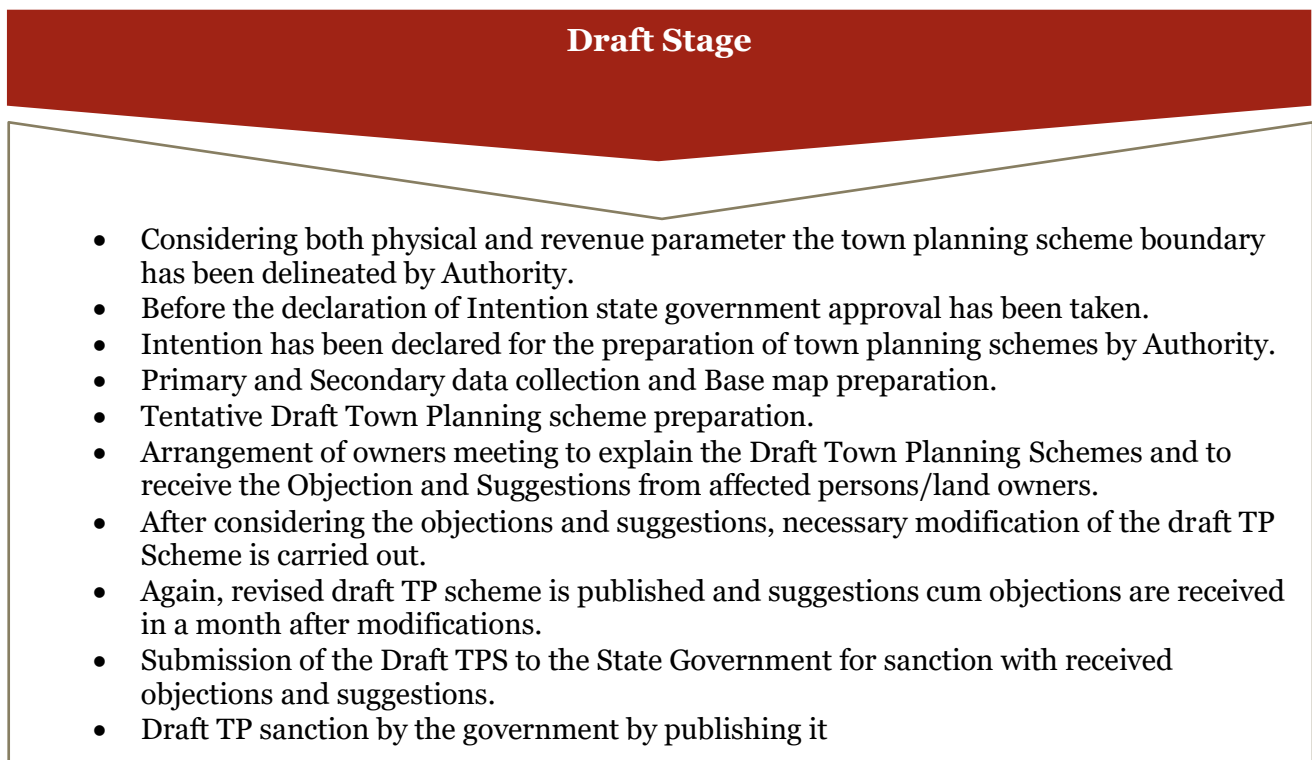 Draft Stage
• Considering both physical and revenue parameter the town planning scheme boundary
has been delineated by Authority.
• Before the declaration of Intention state government approval has been taken.
• Intention has been declared for the preparation of town planning schemes by Authority.
• Primary and Secondary data collection and Base map preparation.
• Tentative Draft Town Planning scheme preparation.
• Arrangement of owners meeting to explain the Draft Town Planning Schemes and to
receive the Objection and Suggestions from affected persons/land owners.
• After considering the objections and suggestions, necessary modification of the draft TP
Scheme is carried out.
• Again, revised draft TP scheme is published and suggestions cum objections are received
in a month after modifications.
• Submission of the Draft TPS to the State Government for sanction with received
objections and suggestions.
• Draft TP sanction by the government by publishing it